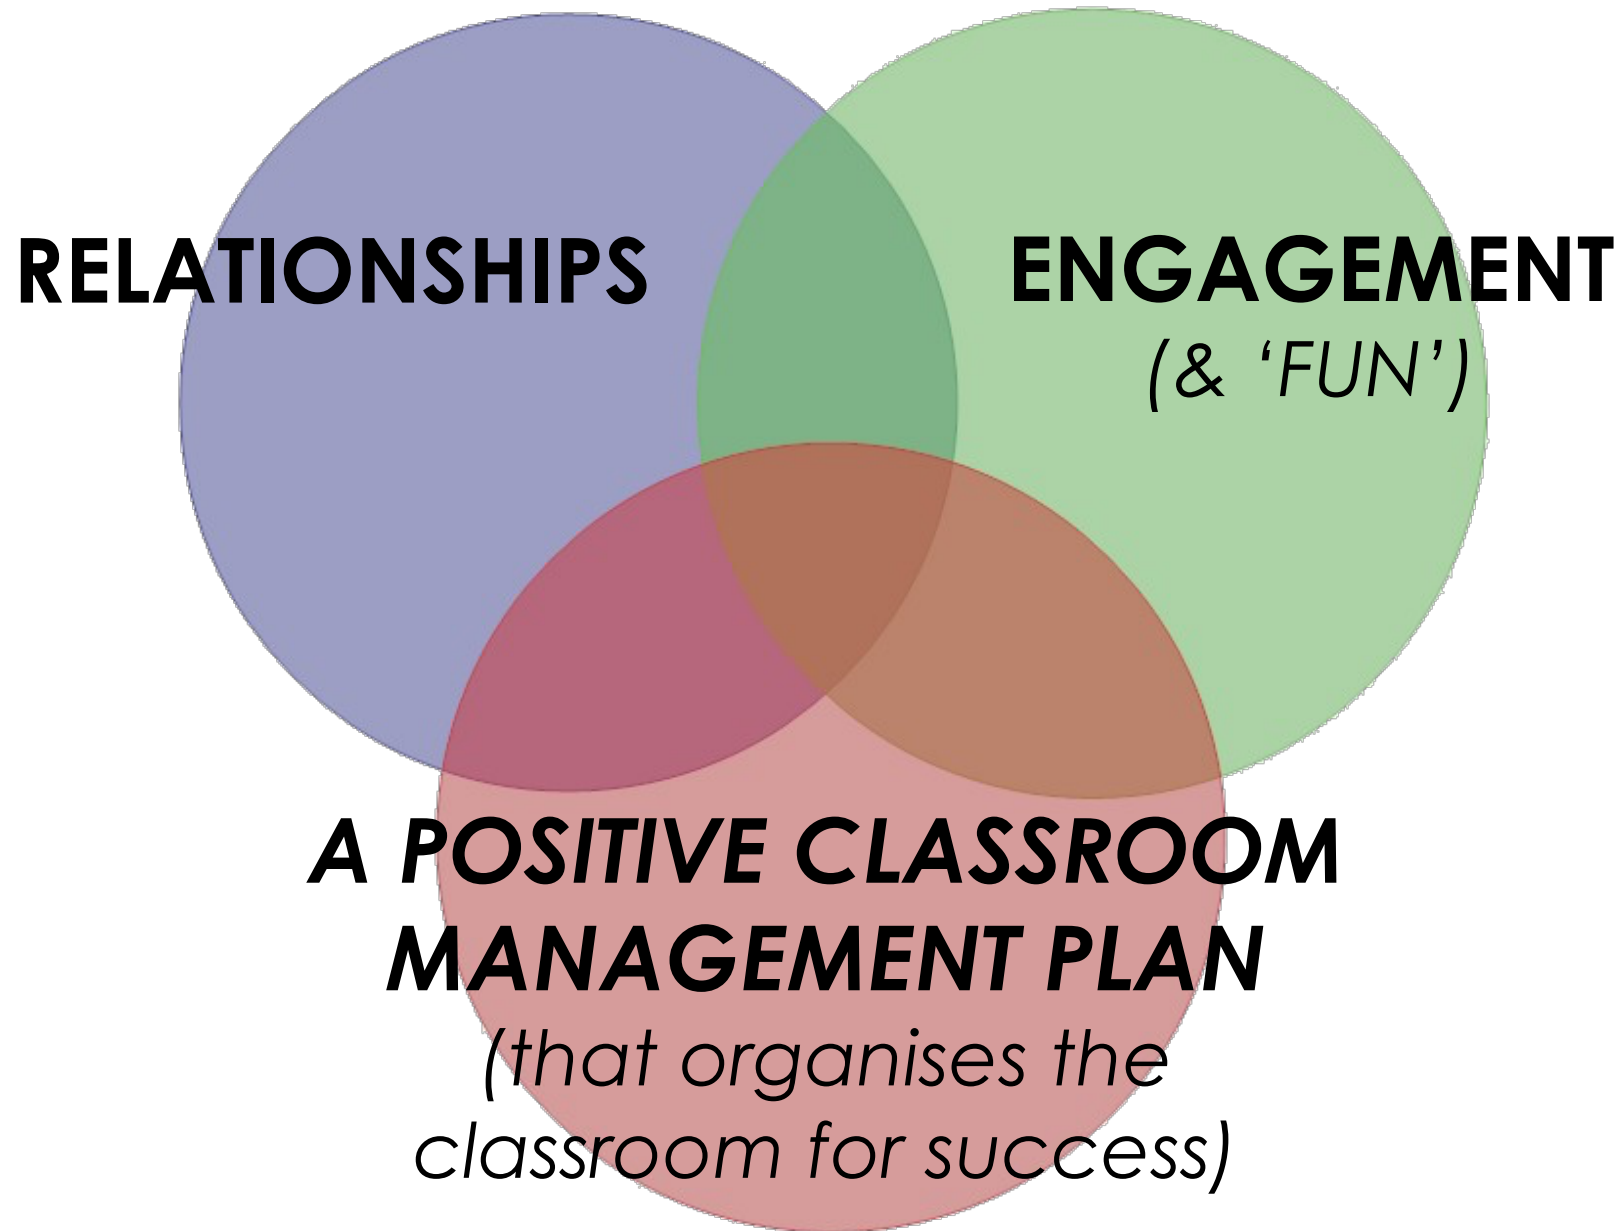 RELATIONSHIPS
ENGAGEMENT
(& ‘FUN’)
A POSITIVE CLASSROOM
MANAGEMENT PLAN
(that organises the
classroom for success)